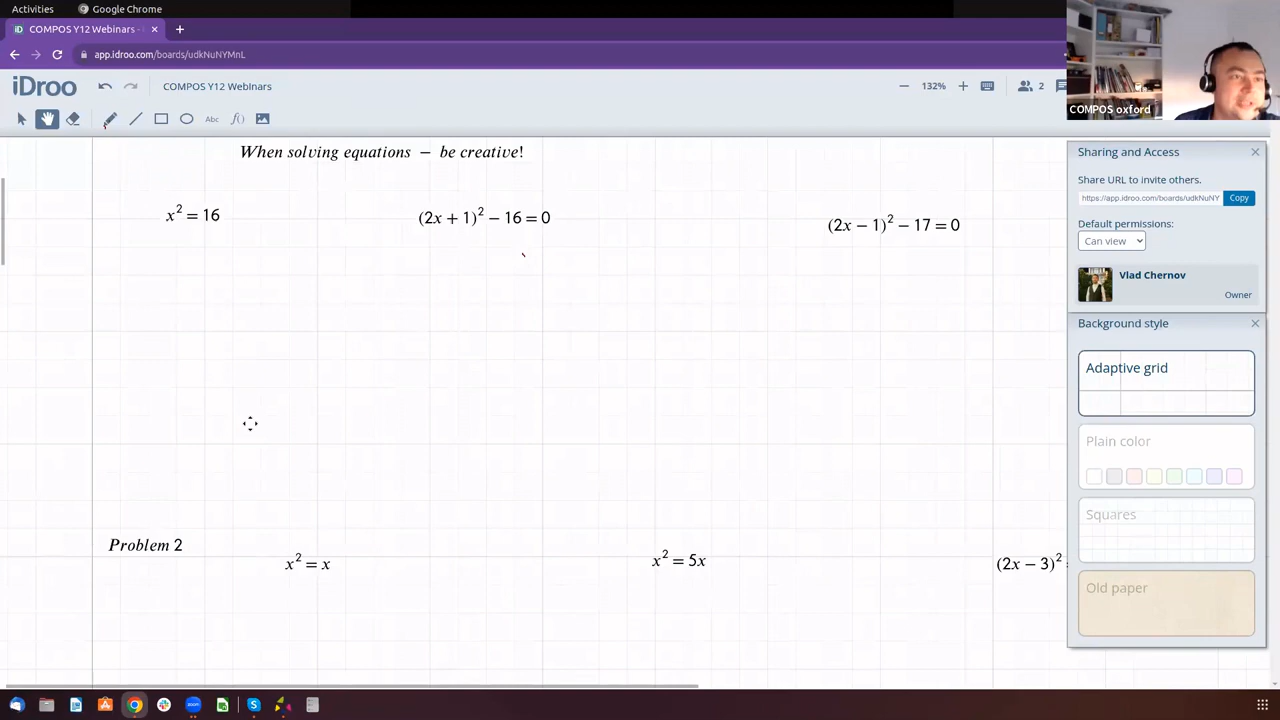 Activities
Google Chrome
COMPOS Y12 Webinars -
app.idroo.com/boards/udkNuNYMnL
iDroo
COMPOS Y12 Webinars
132%
2
Abc
f()
COMPOS oxford
When solving equations – be creative!
x² = 16
(2x + 1)² − 16 = 0
(2x − 1)² − 17 = 0
Problem 2
x² = x
x² = 5x
(2x − 3)² =
Sharing and Access
Share URL to invite others.
https://app.idroo.com/boards/udkNuNY
Copy
Default permissions:
Can view
Vlad Chernov
Owner
Background style
Adaptive grid
Plain color
Squares
Old paper